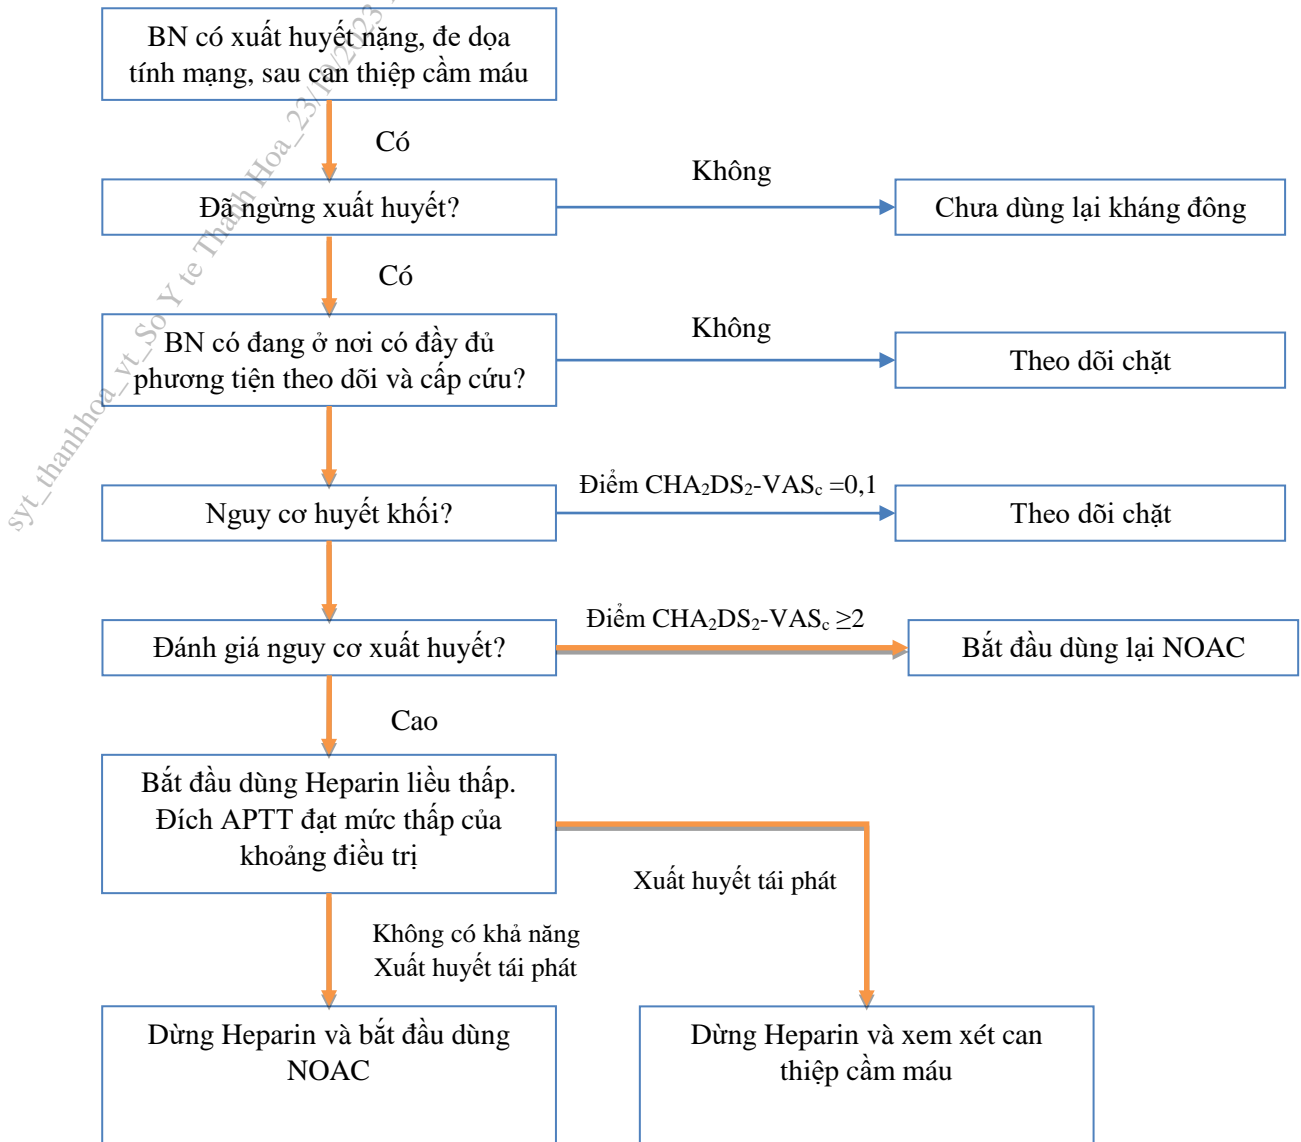 BN có xuất huyết nặng, đe dọa
tính mạng, sau can thiệp cầm máu
Có
Đã ngừng xuất huyết?
Không
Chưa dùng lại kháng đông
Có
BN có đang ở nơi có đầy đủ
phương tiện theo dõi và cấp cứu?
Không
Theo dõi chặt
Nguy cơ huyết khối?
Điểm CHA₂DS₂-VASc =0,1
Theo dõi chặt
Đánh giá nguy cơ xuất huyết?
Điểm CHA₂DS₂-VASc ≥2
Bắt đầu dùng lại NOAC
Cao
Bắt đầu dùng Heparin liều thấp.
Đích APTT đạt mức thấp của
khoảng điều trị
Xuất huyết tái phát
Không có khả năng
Xuất huyết tái phát
Dừng Heparin và bắt đầu dùng
NOAC
Dừng Heparin và xem xét can
thiệp cầm máu
syt_thanhhoa_vt_So Y te Thanh Hoa_23/10/2023